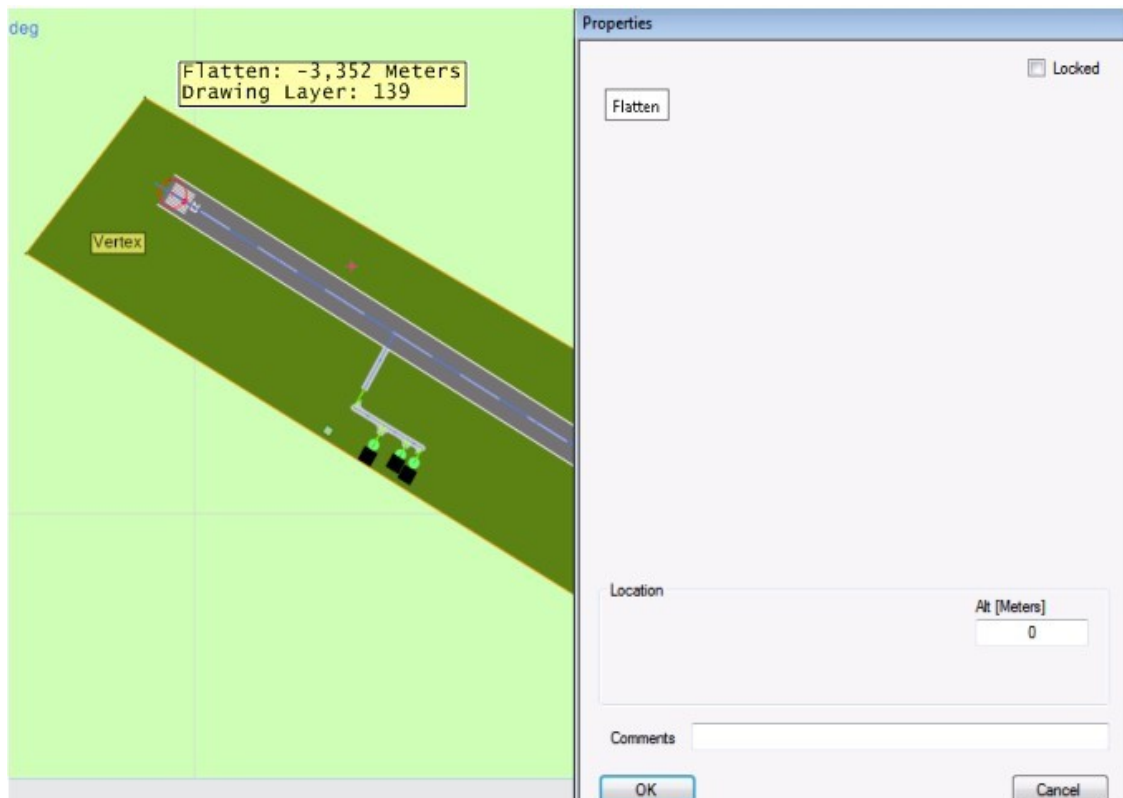 deg
Flatten: -3,352 Meters
Drawing Layer: 139
Vertex
Properties
Locked
Flatten
Location
Alt [Meters]
0
Comments
OK
Cancel